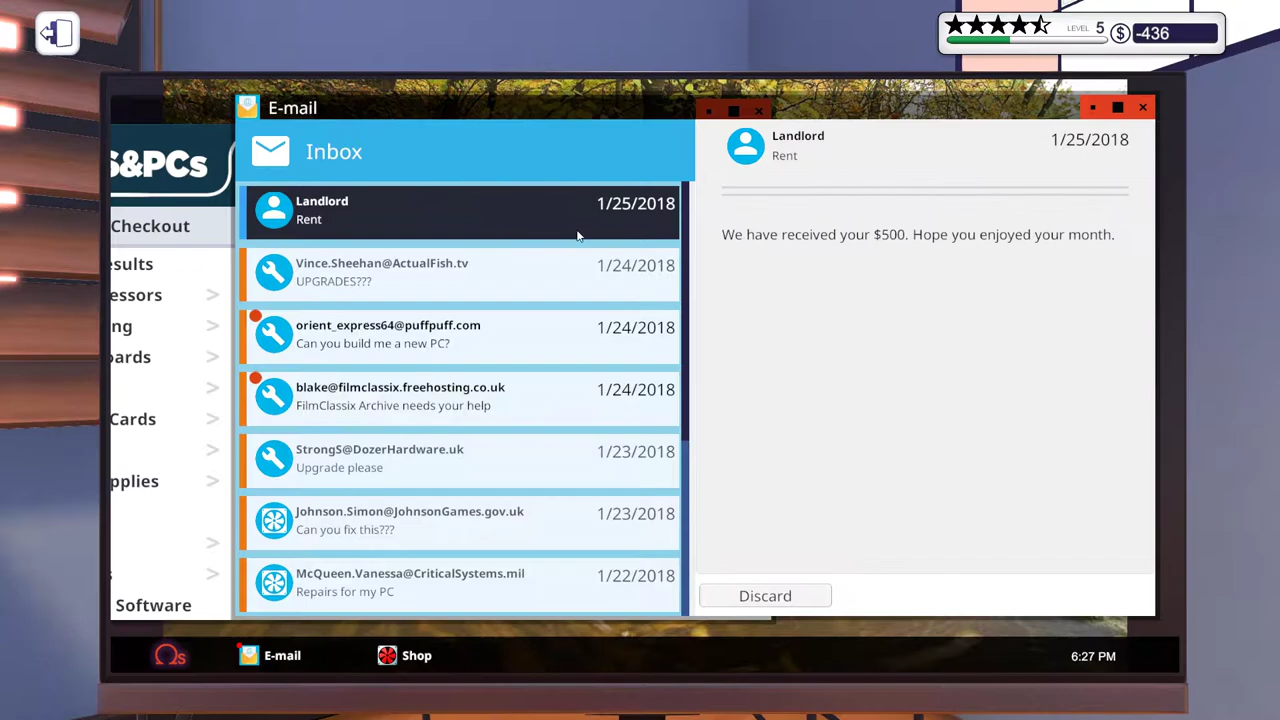 LEVEL 5 $ -436
E-mail
Inbox
Landlord
Rent
1/25/2018
Vince.Sheehan@ActualFish.tv
UPGRADES???
1/24/2018
orient_express64@puffpuff.com
Can you build me a new PC?
1/24/2018
blake@filmclassix.freehosting.co.uk
FilmClassix Archive needs your help
1/24/2018
StrongS@DozerHardware.uk
Upgrade please
1/23/2018
Johnson.Simon@JohnsonGames.gov.uk
Can you fix this???
1/23/2018
McQueen.Vanessa@CriticalSystems.mil
Repairs for my PC
1/22/2018
Landlord
Rent
1/25/2018
We have received your $500. Hope you enjoyed your month.
Discard
S&PCs
Checkout
esults
essors
ng
oards
Cards
pplies
Software
Ωs
E-mail
Shop
6:27 PM